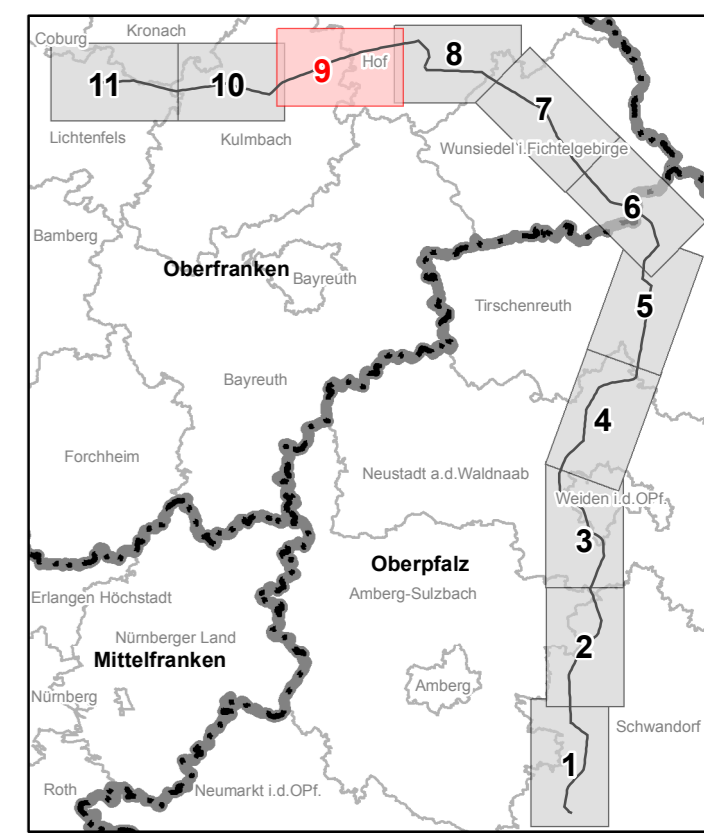 Kronach
Coburg
8
Hof
9
11
10
7
Lichtenfels
Kulmbach
Wunsiedel i.Fichtelgebirge
6
Bamberg
Oberfranken
Bayreuth
5
Tirschenreuth
Bayreuth
4
Forchheim
Neustadt a.d.Waldnaab
Weiden i.d.OPf.
3
Oberpfalz
Erlangen Höchstadt
Amberg-Sulzbach
Nürnberger Land
2
Mittelfranken
Amberg
Nürnberg
Schwandorf
1
Roth
Neumarkt i.d.OPf.